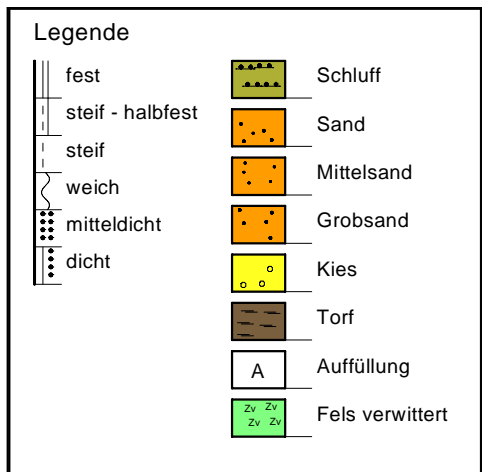 Legende
fest
steif - halbfest
steif
weich
mitteldicht
dicht
Schluff
Sand
Mittelsand
Grobsand
Kies
Torf
A Auffüllung
Zv Zv
Zv Zv
Fels verwittert